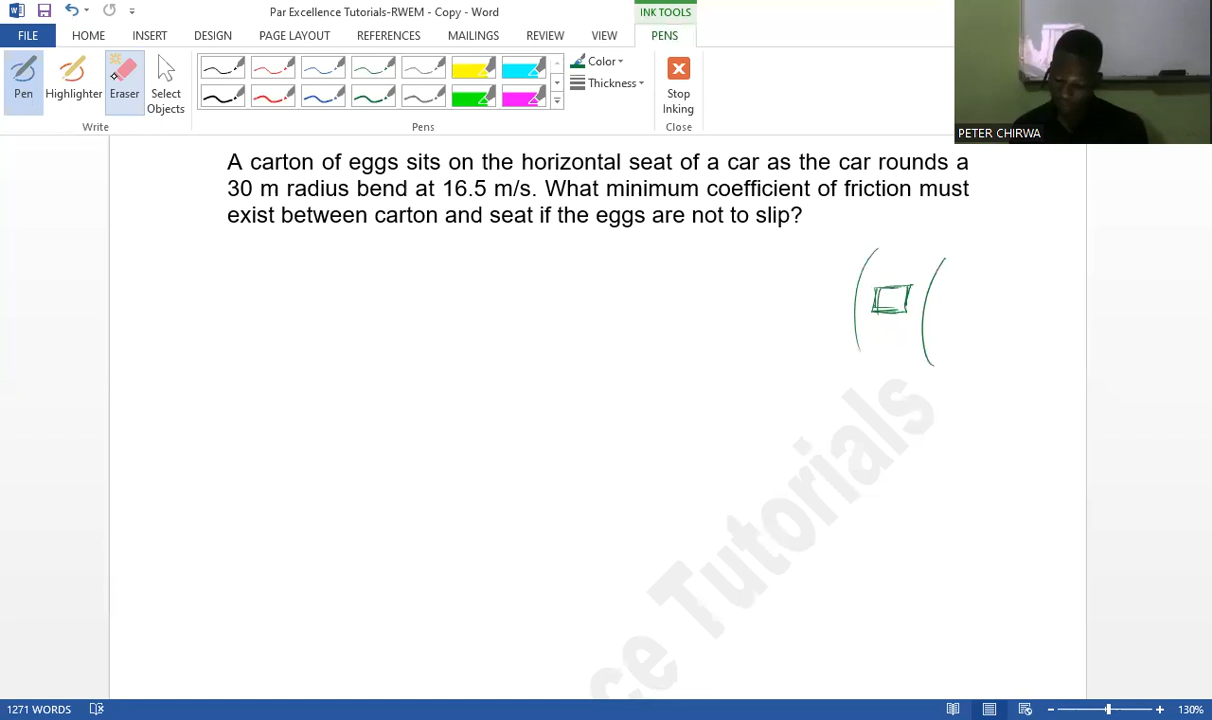 Par Excellence Tutorials-RWEM - Copy - Word
INK TOOLS
FILE HOME INSERT DESIGN PAGE LAYOUT REFERENCES MAILINGS REVIEW VIEW PENS
Pen
Highlighter
Eraser
Select
Objects
Color
Thickness
Stop
Inking
Write
Pens
Close
PETER CHIRWA
A carton of eggs sits on the horizontal seat of a car as the car rounds a
30 m radius bend at 16.5 m/s. What minimum coefficient of friction must
exist between carton and seat if the eggs are not to slip?
ce Tutorials
1271 WORDS
130%